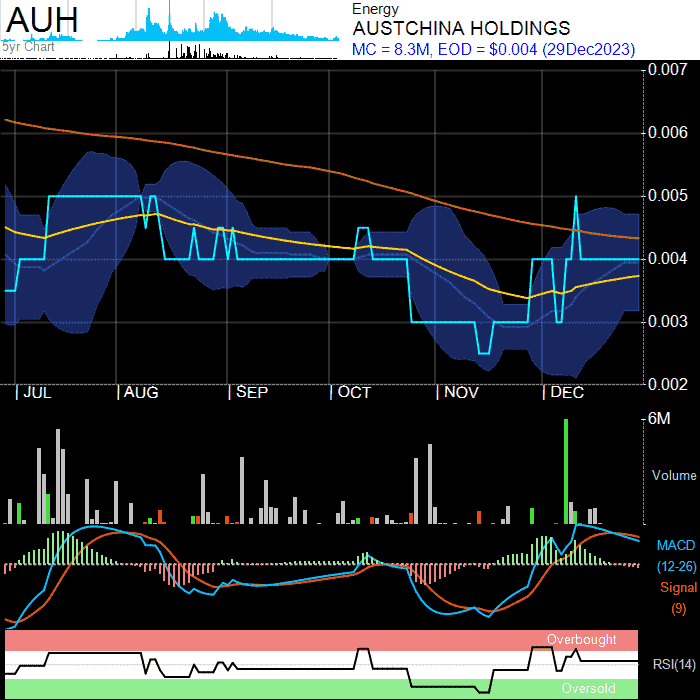 AUH
5yr Chart
Energy
AUSTCHINA HOLDINGS
MC = 8.3M, EOD = $0.004 (29Dec2023)
0.007
0.006
0.005
0.004
0.003
0.002
| JUL | AUG | SEP | OCT | NOV | DEC
6M
Volume
MACD
(12-26)
Signal
(9)
Overbought
RSI(14)
Oversold